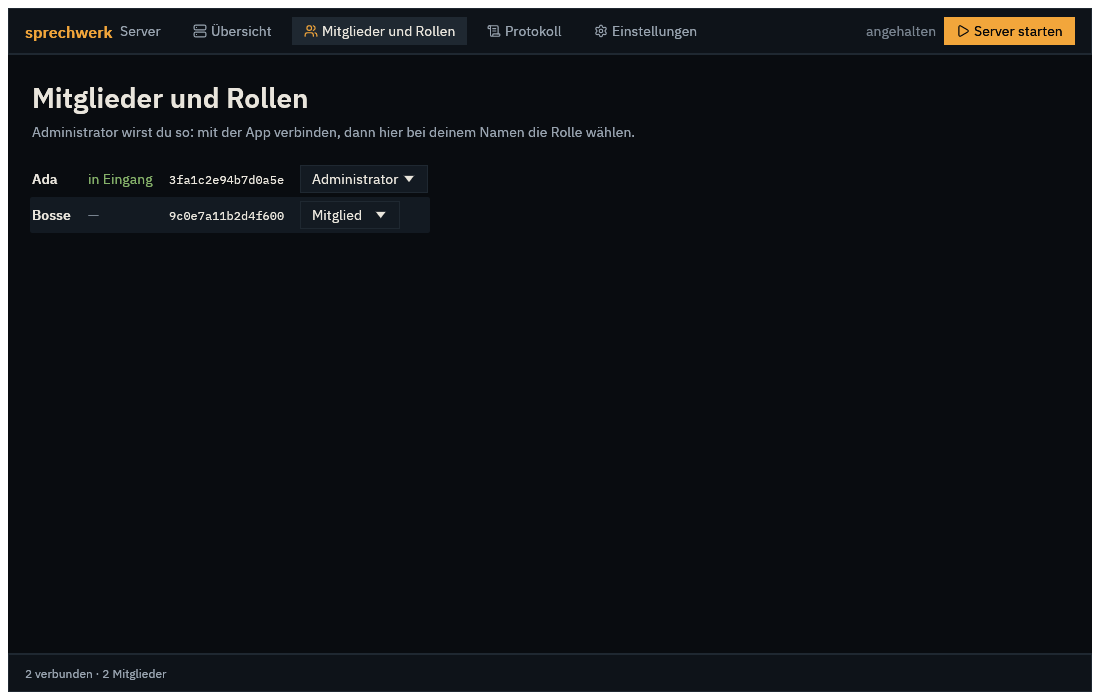 sprechwerk Server Übersicht Mitglieder und Rollen Protokoll Einstellungen angehalten Server starten
Mitglieder und Rollen
Administrator wirst du so: mit der App verbinden, dann hier bei deinem Namen die Rolle wählen.
Ada in Eingang 3fa1c2e94b7d0a5e Administrator
Bosse — 9c0e7a11b2d4f600 Mitglied
2 verbunden · 2 Mitglieder